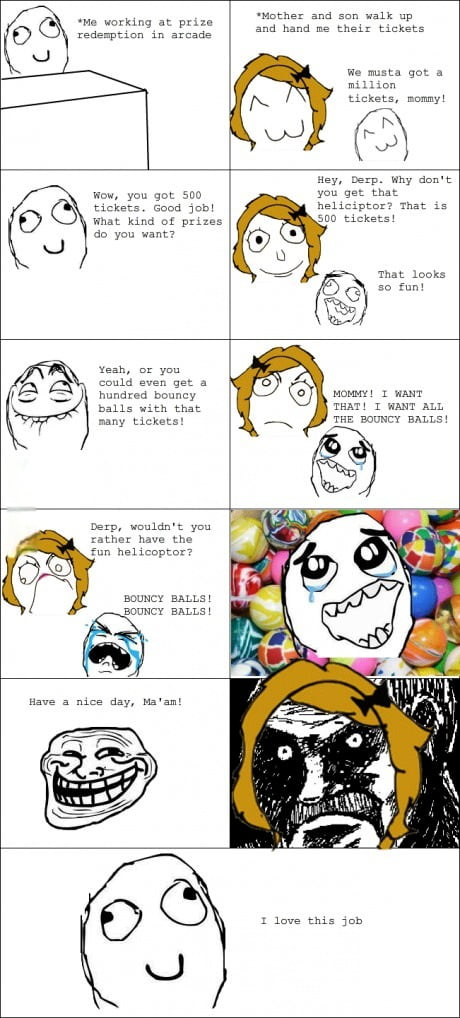 *Me working at prize
redemption in arcade
*Mother and son walk up
and hand me their tickets
We musta got a
million
tickets, mommy!
Wow, you got 500
tickets. Good job!
What kind of prizes
do you want?
Hey, Derp. Why don't
you get that
heliciptor? That is
500 tickets!
That looks
so fun!
Yeah, or you
could even get a
hundred bouncy
balls with that
many tickets!
MOMMY! I WANT
THAT! I WANT ALL
THE BOUNCY BALLS!
Derp, wouldn't you
rather have the
fun helicoptor?
BOUNCY BALLS!
BOUNCY BALLS!
Have a nice day, Ma'am!
I love this job